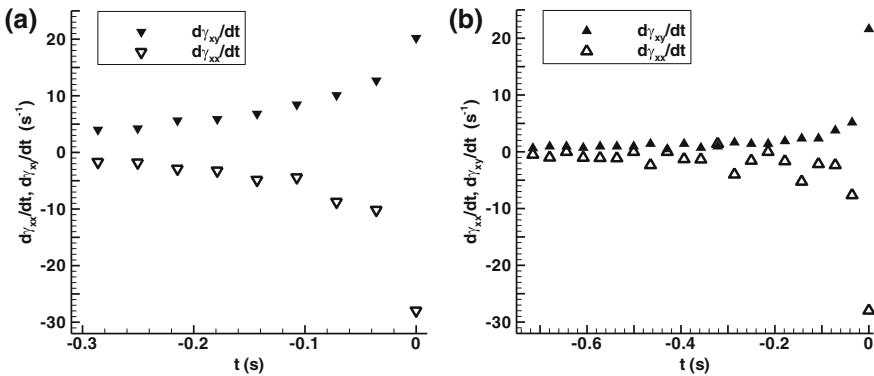 (a)
dγxy/dt
dγxx/dt
dγxx/dt, dγxy/dt (s-1)
20
10
0
-10
-20
-30
-0.3
-0.2
-0.1
0
t (s)
(b)
dγxy/dt
dγxx/dt
dγxx/dt, dγxy/dt (s-1)
20
10
0
-10
-20
-30
-0.6
-0.4
-0.2
0
t (s)